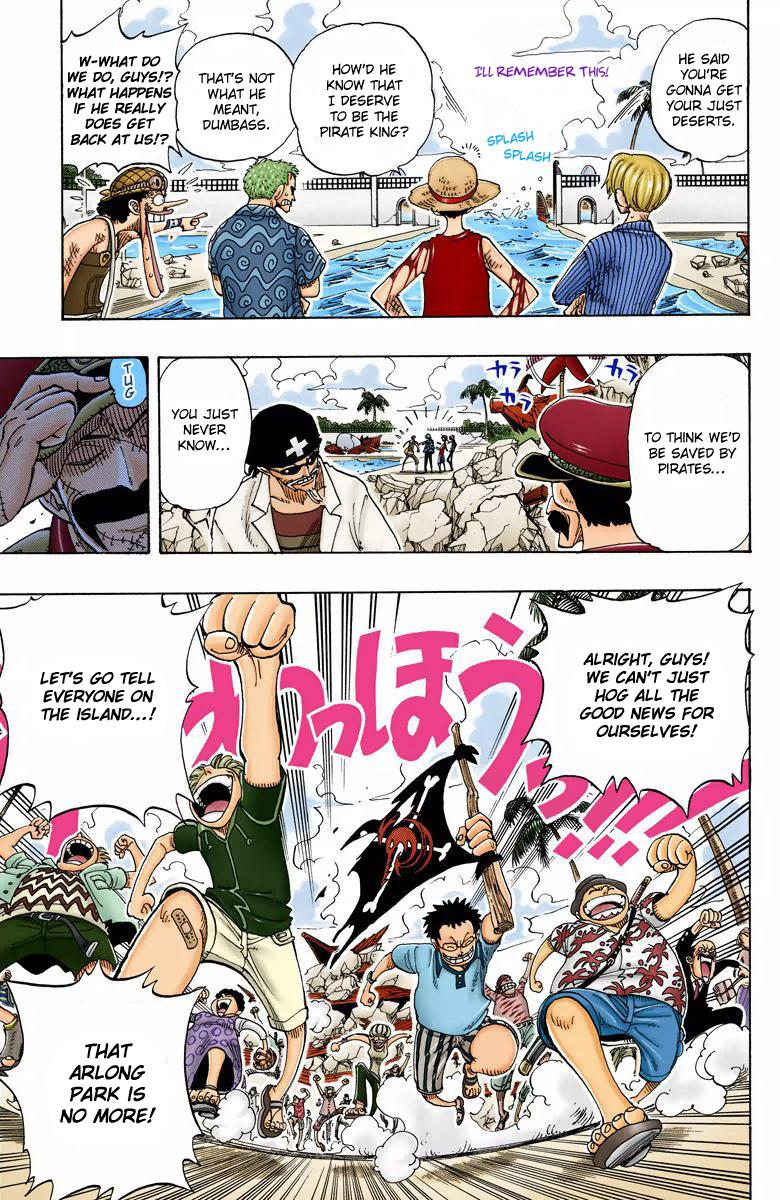 HE SAID
YOU'RE
GONNA GET
YOUR JUST
DESERTS.
I'LL REMEMBER THIS!
SPLASH
SPLASH
HOW'D HE
KNOW THAT
I DESERVE
TO BE THE
PIRATE KING?
THAT'S NOT
WHAT HE
MEANT,
DUMBASS.
W-WHAT DO
WE DO, GUYS!?
WHAT HAPPENS
IF HE REALLY
DOES GET
BACK AT US!?
カラ
カラ
カラ
TO THINK WE'D
BE SAVED BY
PIRATES...
YOU JUST
NEVER
KNOW...
TUG
ALRIGHT, GUYS!
WE CAN'T JUST
HOG ALL THE
GOOD NEWS FOR
OURSELVES!
わっほうっ!!!
LET'S GO TELL
EVERYONE ON
THE ISLAND...!
THAT
ARLONG
PARK IS
NO MORE!